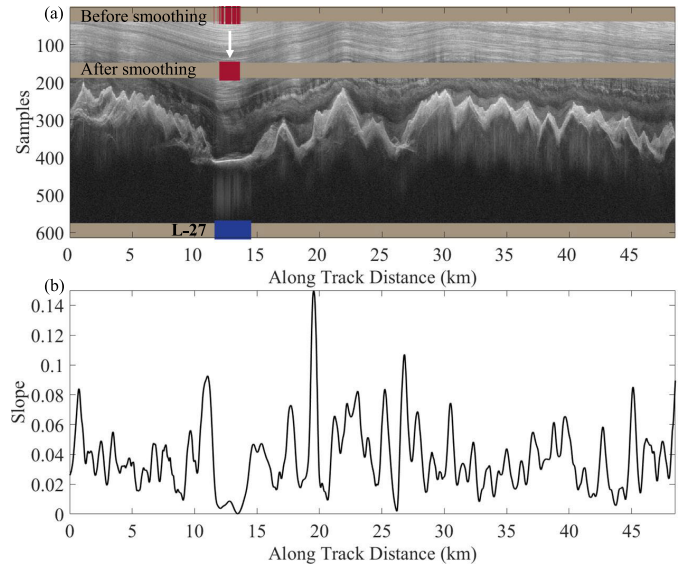 (a)
Before smoothing
After smoothing
Samples
100
200
300
400
500
600
L-27
0 5 10 15 20 25 30 35 40 45
Along Track Distance (km)
(b)
Slope
0.14
0.12
0.1
0.08
0.06
0.04
0.02
0
0 5 10 15 20 25 30 35 40 45
Along Track Distance (km)